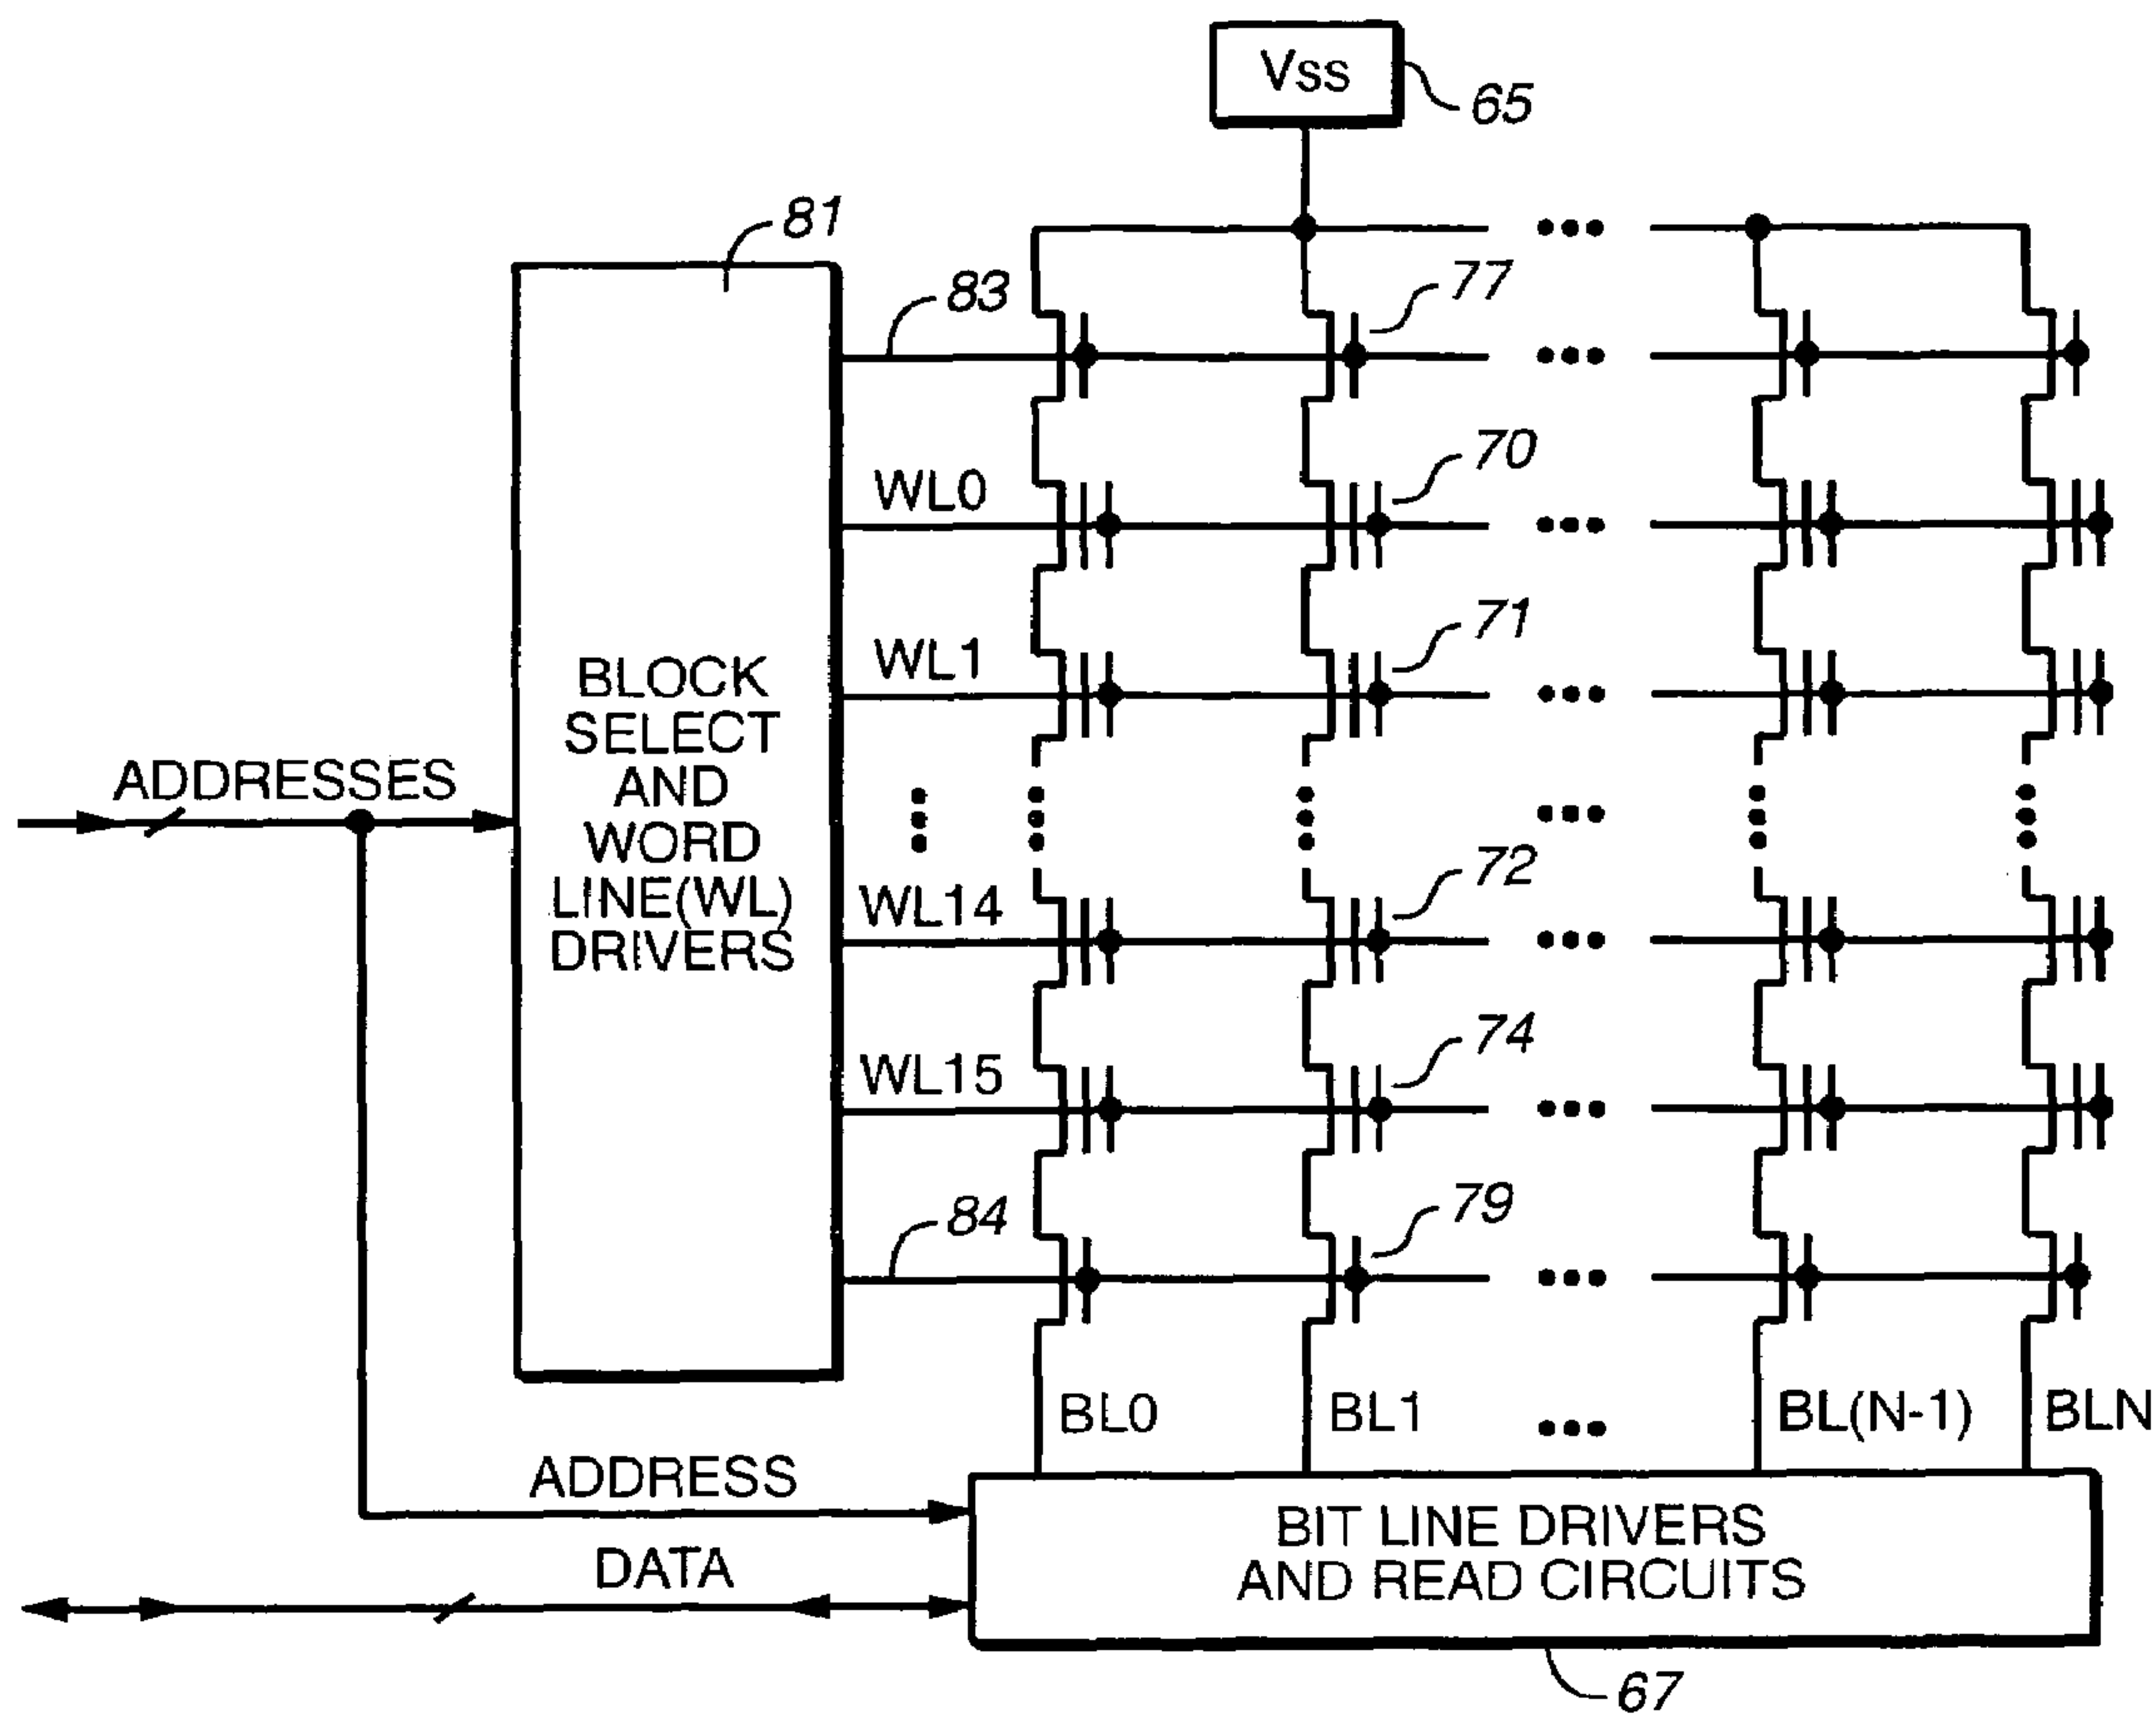 Vss
65
81
83
77
WL0
70
WL1
71
BLOCK
SELECT
AND
WORD
LINE(WL)
DRIVERS
ADDRESSES
WL14
72
WL15
74
84
79
BL0
BL1
BL(N-1)
BLN
ADDRESS
BIT LINE DRIVERS
AND READ CIRCUITS
DATA
67